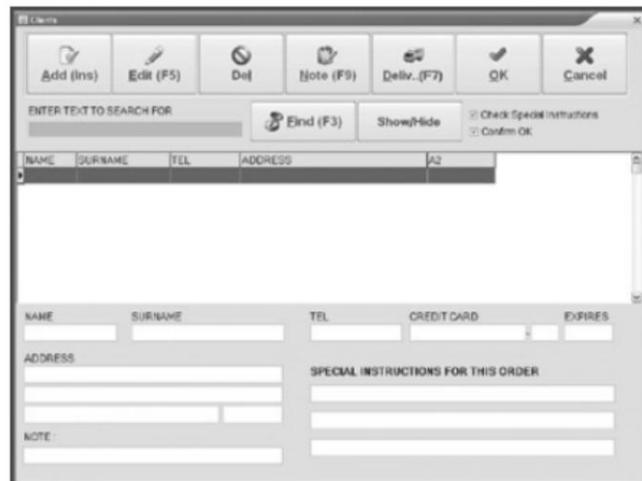 Clients
Add (Ins) Edit (F5) Del Note (F9) Deliv..(F7) OK Cancel
ENTER TEXT TO SEARCH FOR
Find (F3) Show/Hide
Check Special Instructions
Confirm OK
NAME SURNAME TEL ADDRESS A2
NAME SURNAME TEL CREDIT CARD - EXPIRES
ADDRESS
SPECIAL INSTRUCTIONS FOR THIS ORDER
NOTE: